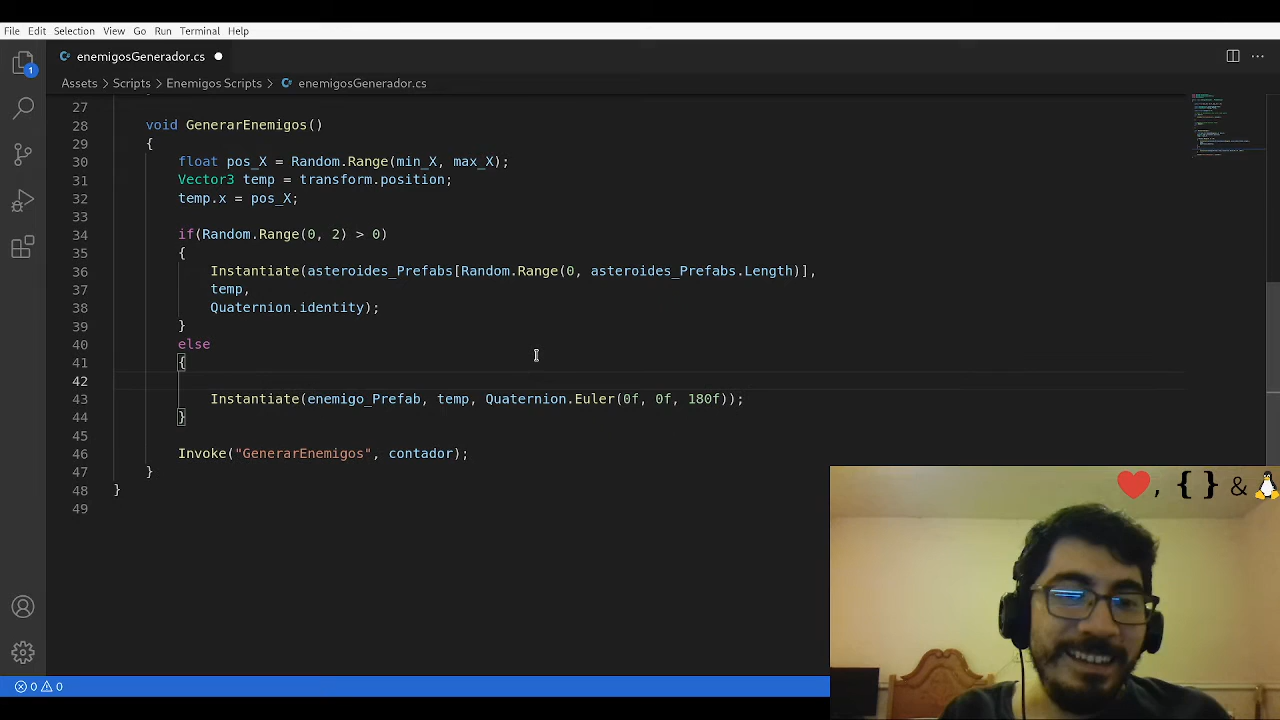 File Edit Selection View Go Run Terminal Help
enemigosGenerador.cs
Assets > Scripts > Enemigos Scripts > enemigosGenerador.cs
1
27
28 void GenerarEnemigos()
29 {
30 float pos_X = Random.Range(min_X, max_X);
31 Vector3 temp = transform.position;
32 temp.x = pos_X;
33
34 if(Random.Range(0, 2) > 0)
35 {
36 Instantiate(asteroides_Prefabs[Random.Range(0, asteroides_Prefabs.Length)],
37 temp,
38 Quaternion.identity);
39 }
40 else
41 {
42
43 Instantiate(enemigo_Prefab, temp, Quaternion.Euler(0f, 0f, 180f));
44 }
45
46 Invoke("GenerarEnemigos", contador);
47 }
48 }
49
❤, { } & 🐧
0 0